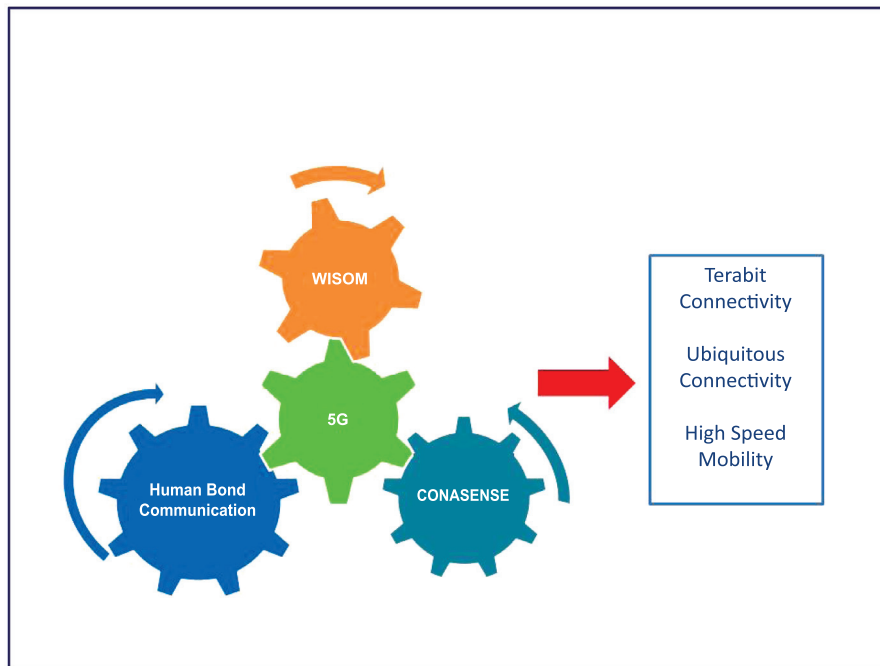 WISOM
5G
Human Bond
Communication
CONASENSE
Terabit
Connectivity
Ubiquitous
Connectivity
High Speed
Mobility